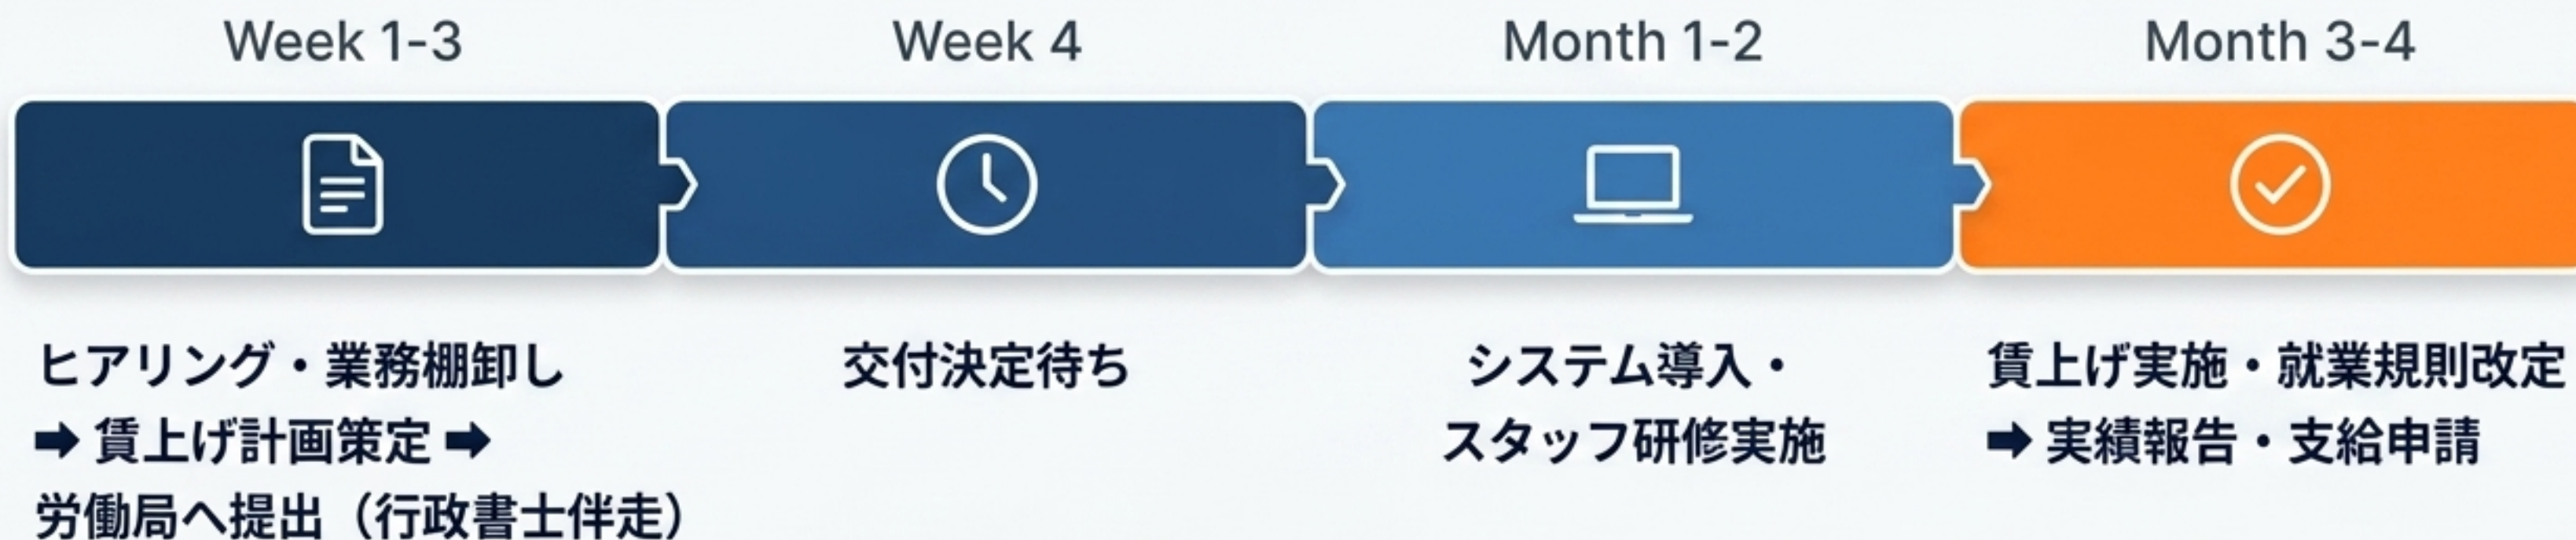 Week 1-3
Week 4
Month 1-2
Month 3-4
ヒアリング・業務棚卸し
➡ 賃上げ計画策定 ➡
労働局へ提出（行政書士伴走）
交付決定待ち
システム導入・
スタッフ研修実施
賃上げ実施・就業規則改定
➡ 実績報告・支給申請